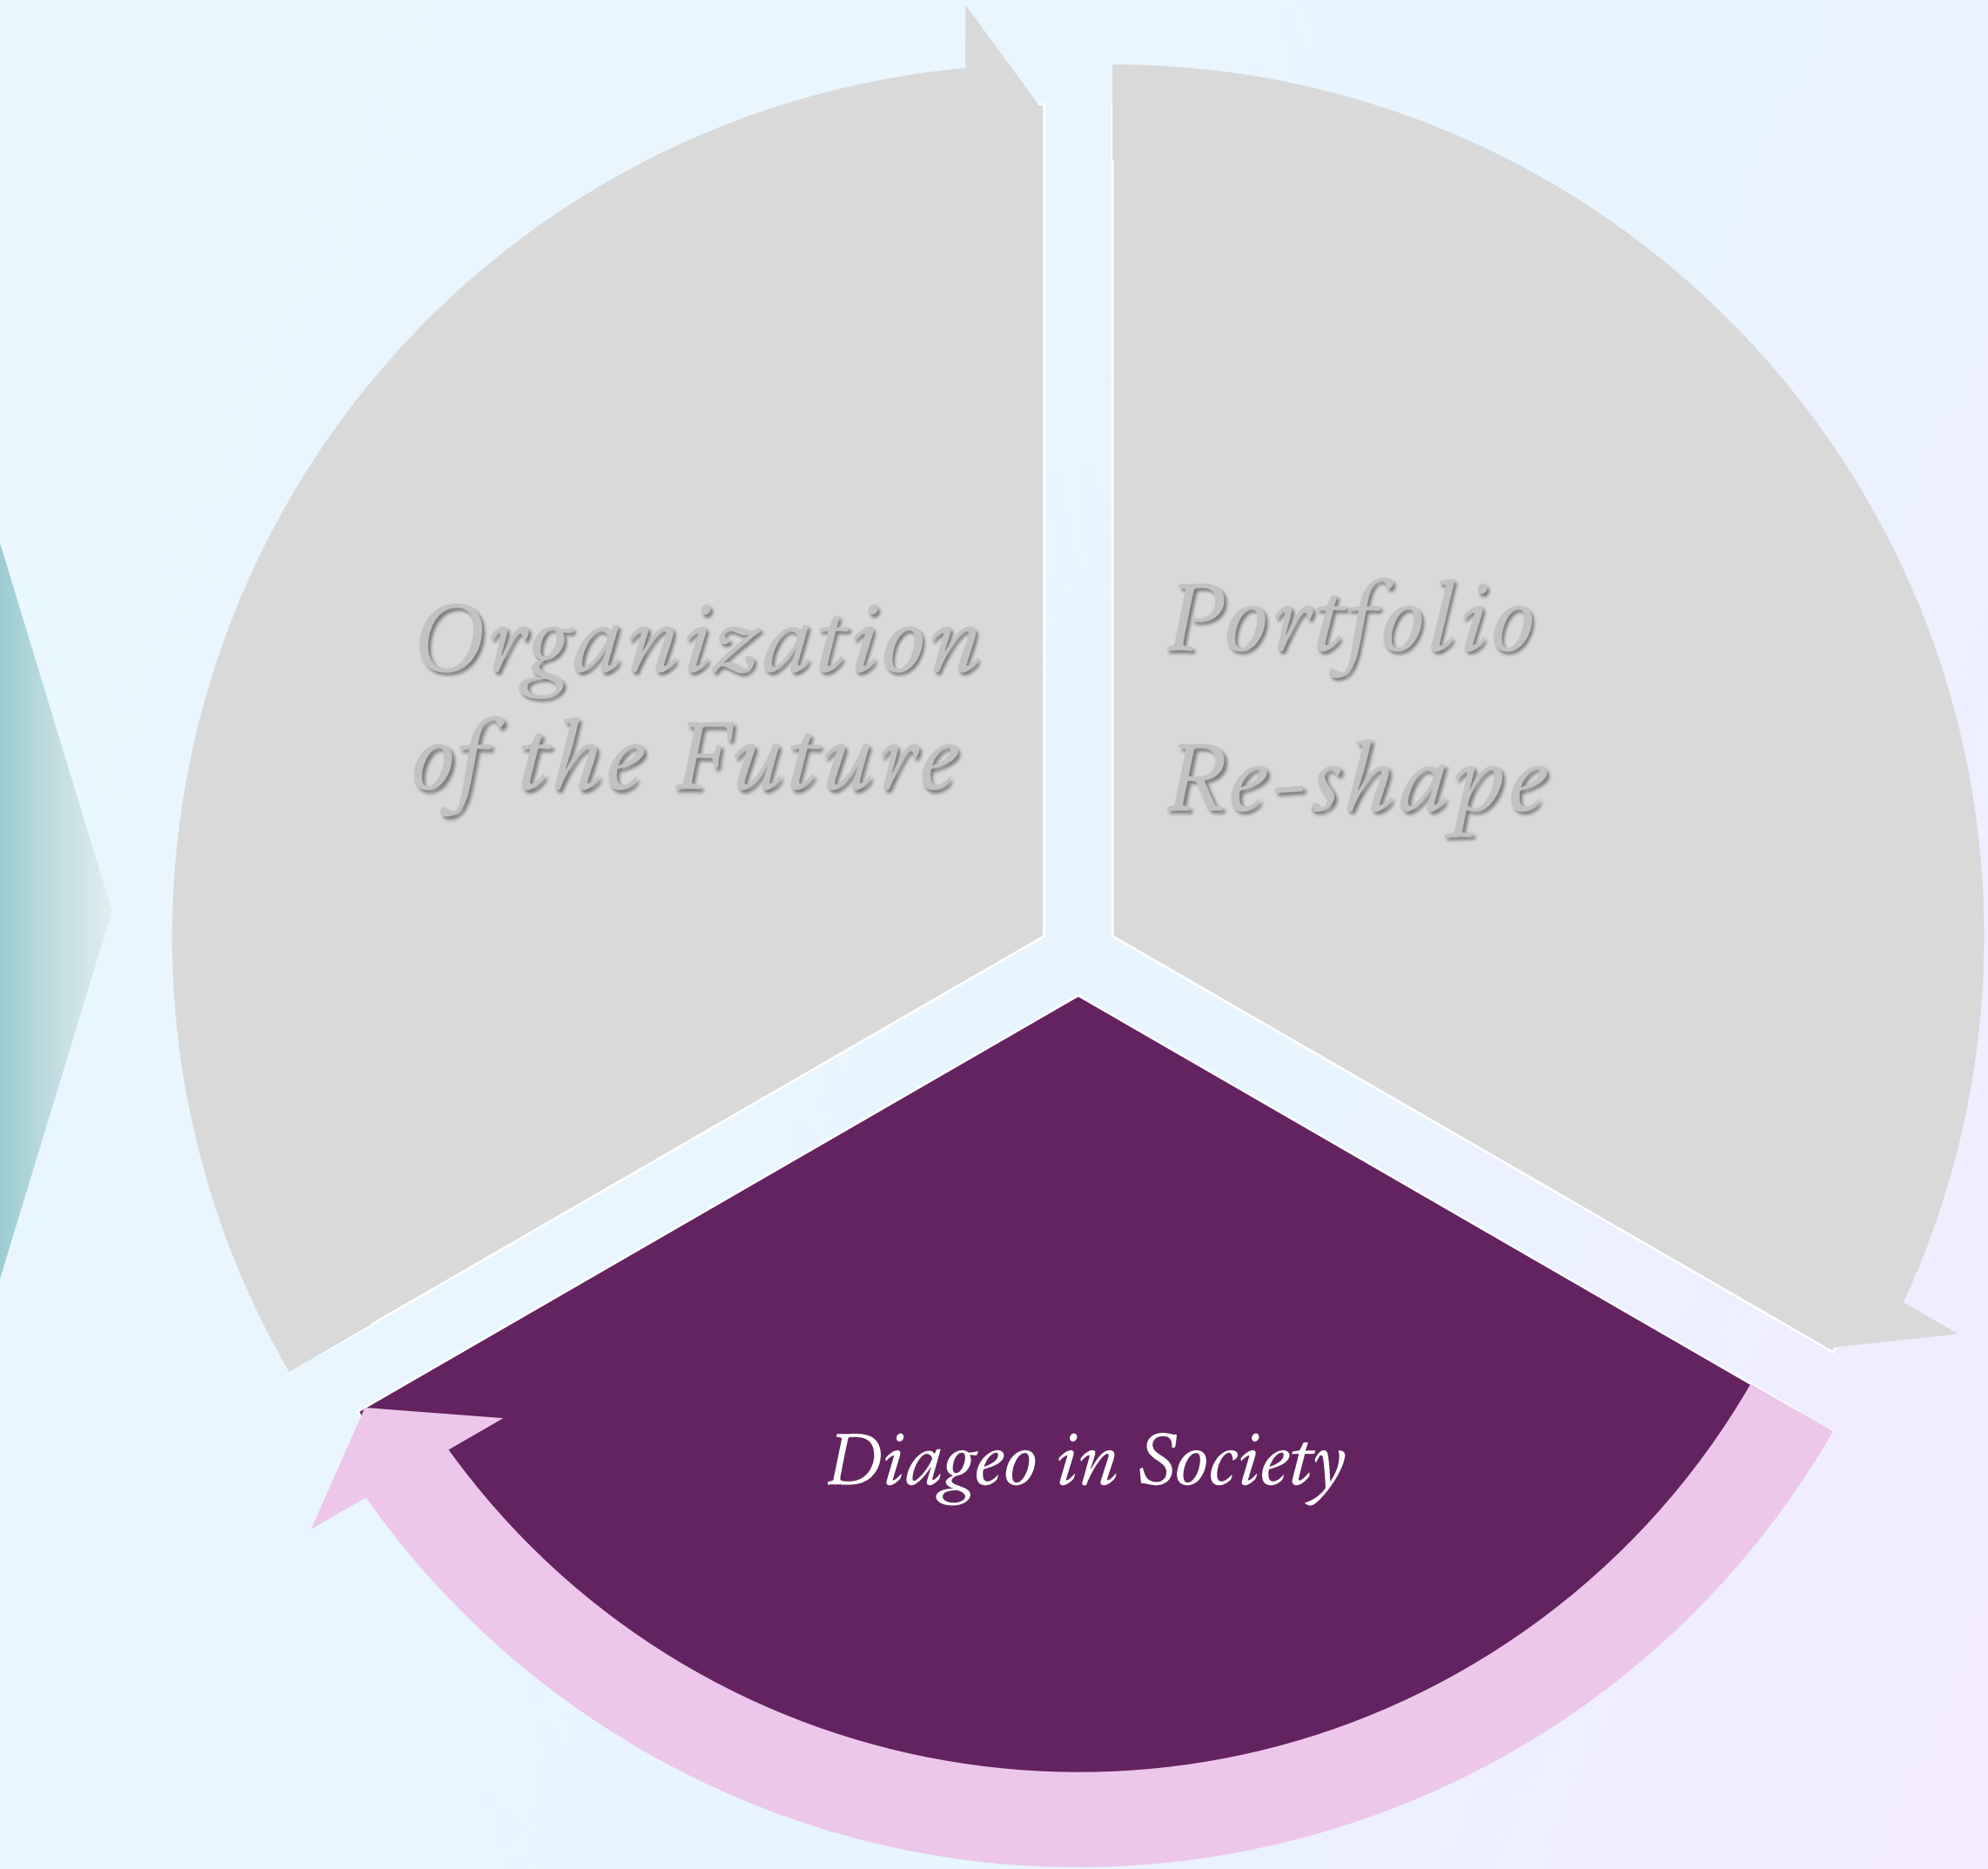 Organization
of the Future
Portfolio
Re-shape
Diageo in Society